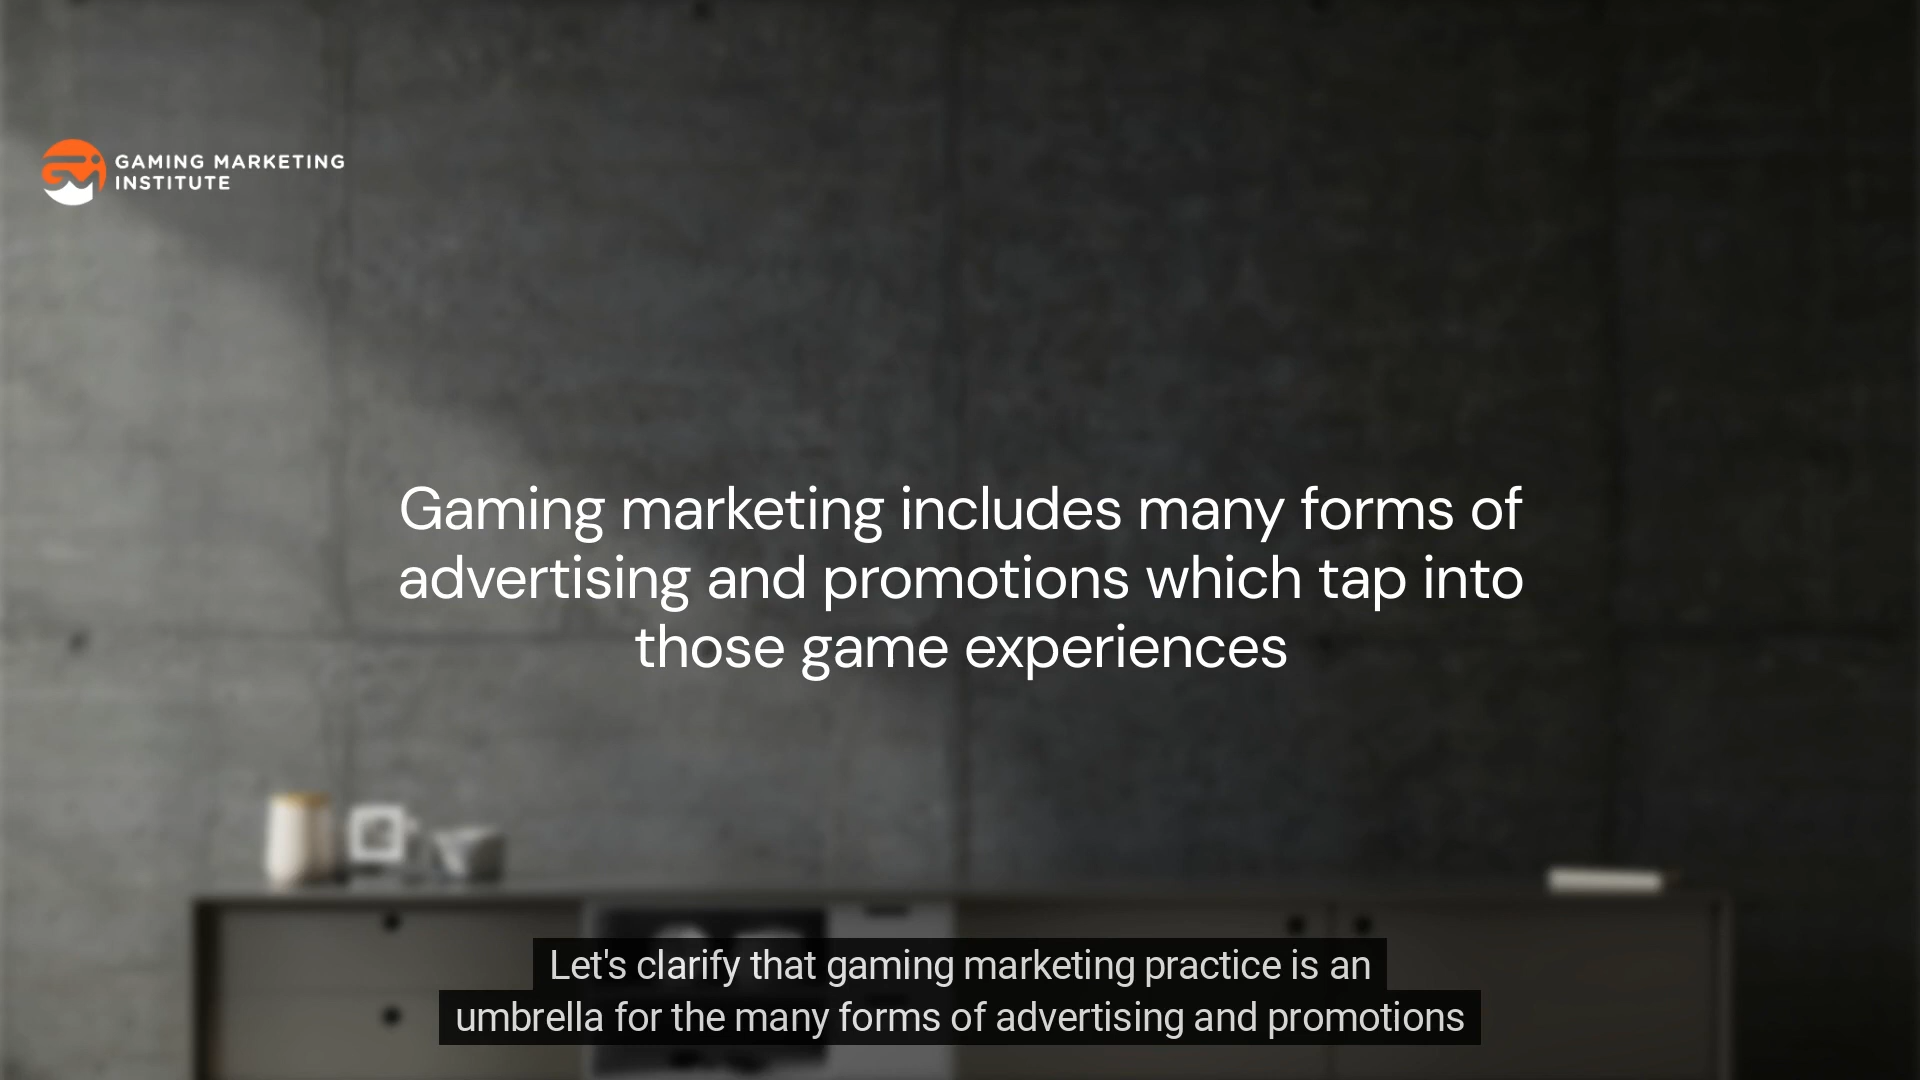 GAMING MARKETING
INSTITUTE
Gaming marketing includes many forms of
advertising and promotions which tap into
those game experiences
Let's clarify that gaming marketing practice is an
umbrella for the many forms of advertising and promotions